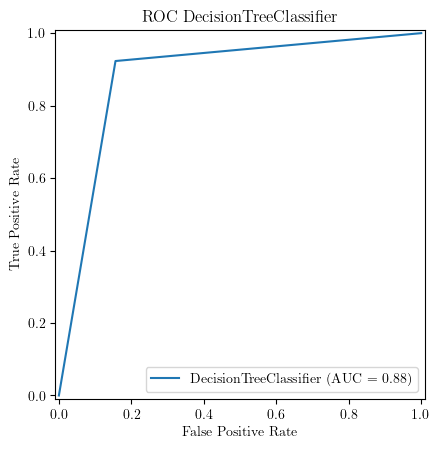 ROC DecisionTreeClassifier
1.0
0.8
0.6
0.4
0.2
0.0
True Positive Rate
DecisionTreeClassifier (AUC = 0.88)
0.0 0.2 0.4 0.6 0.8 1.0
False Positive Rate